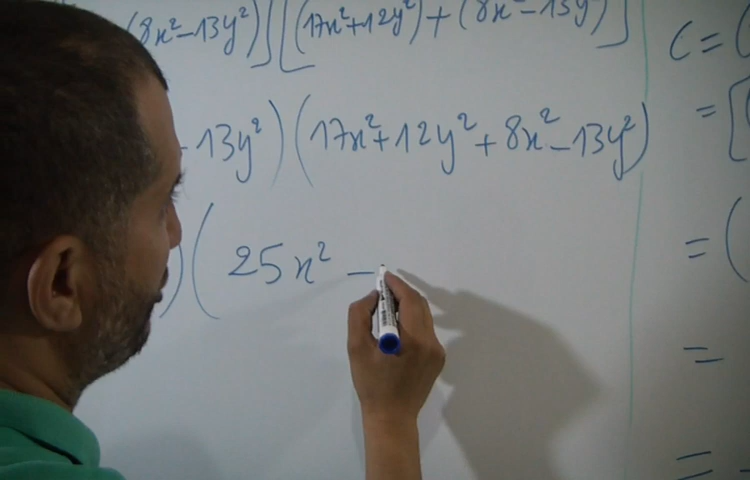 (8x²-13y²)][(17x²+12y²)+(8x²-13y²)]
-13y²)(17x²+12y²+8x²-13y²)
)(25x²-
C=(
=[
=(
=
=